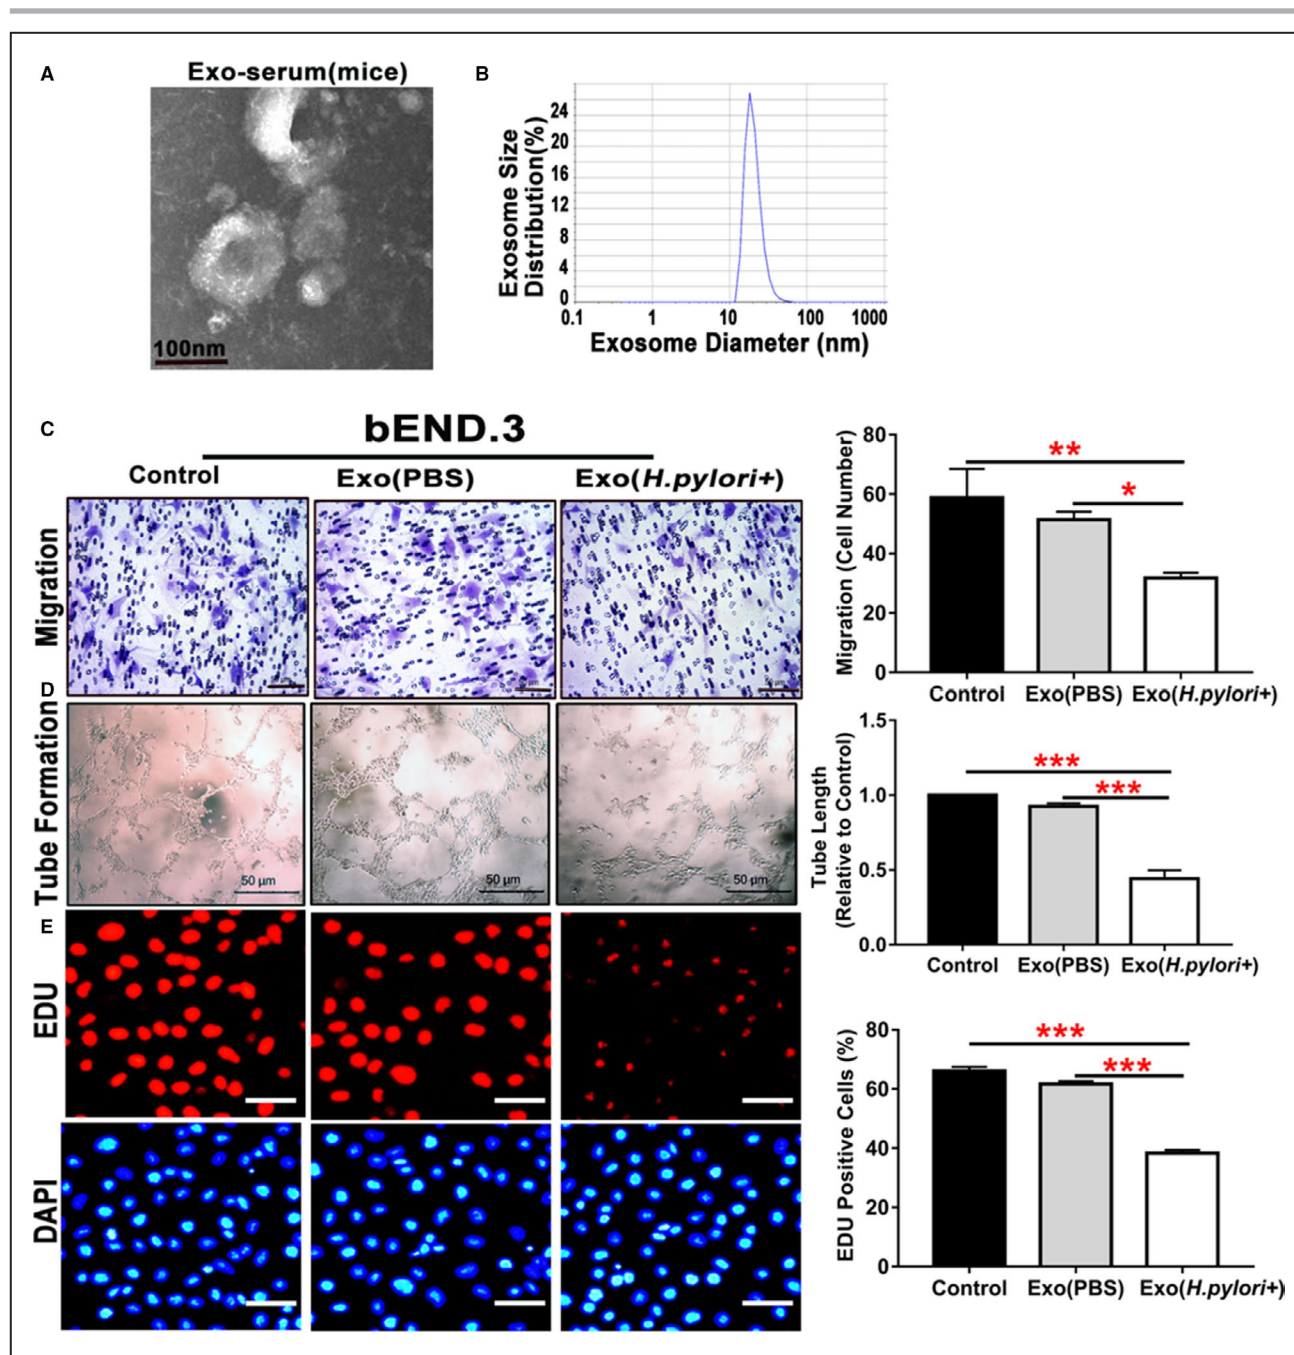 A
Exo-serum(mice)
100nm
B
Exosome Size
Distribution(%)
24
20
16
12
8
4
0
0.1 1 10 100 1000
Exosome Diameter (nm)
C
bEND.3
Control Exo(PBS) Exo(H.pylori+)
Migration
Migration (Cell Number)
80
60
40
20
0
** 
*
Control Exo(PBS) Exo(H.pylori+)
D
Tube Formation
50 µm
50 µm
50 µm
Tube Length
(Relative to Control)
1.5
1.0
0.5
0.0
***
***
Control Exo(PBS) Exo(H.pylori+)
E
EDU
DAPI
EDU Positive Cells (%)
80
60
40
20
0
***
***
Control Exo(PBS) Exo(H.pylori+)